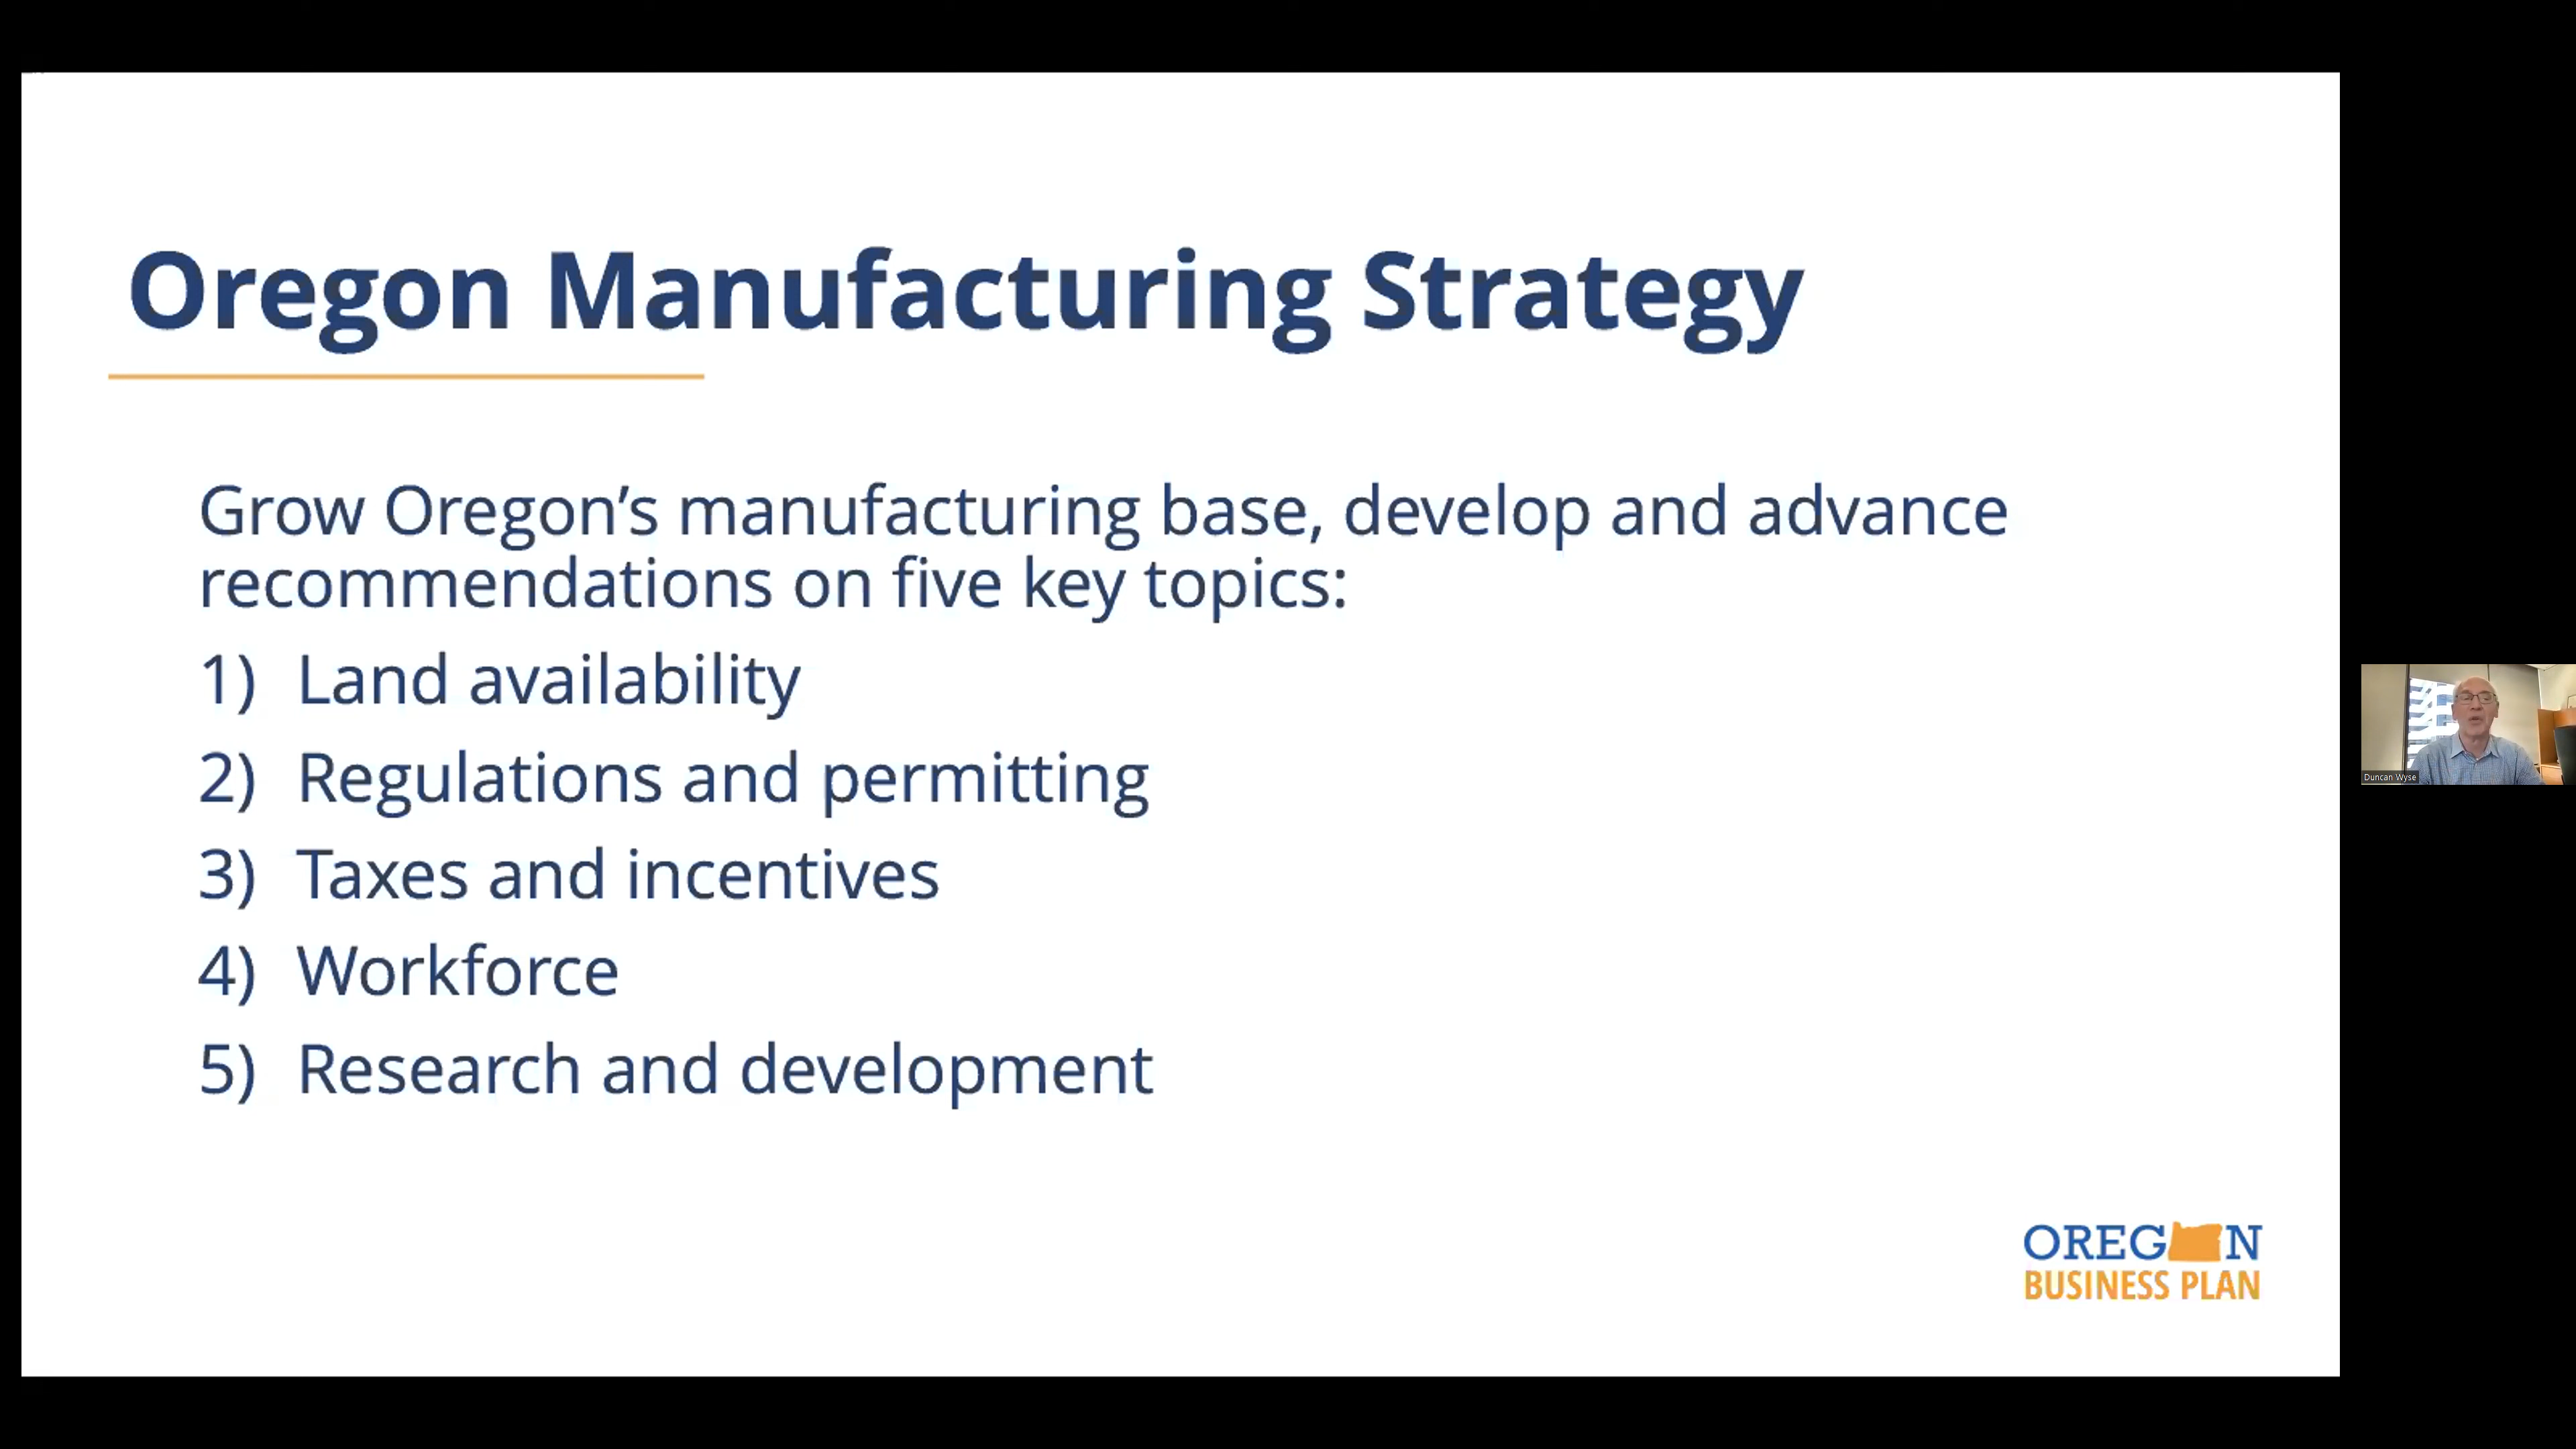 Oregon Manufacturing Strategy
Grow Oregon’s manufacturing base, develop and advance
recommendations on five key topics:
1) Land availability
2) Regulations and permitting
3) Taxes and incentives
4) Workforce
5) Research and development
OREGON
BUSINESS PLAN
Duncan Wyse